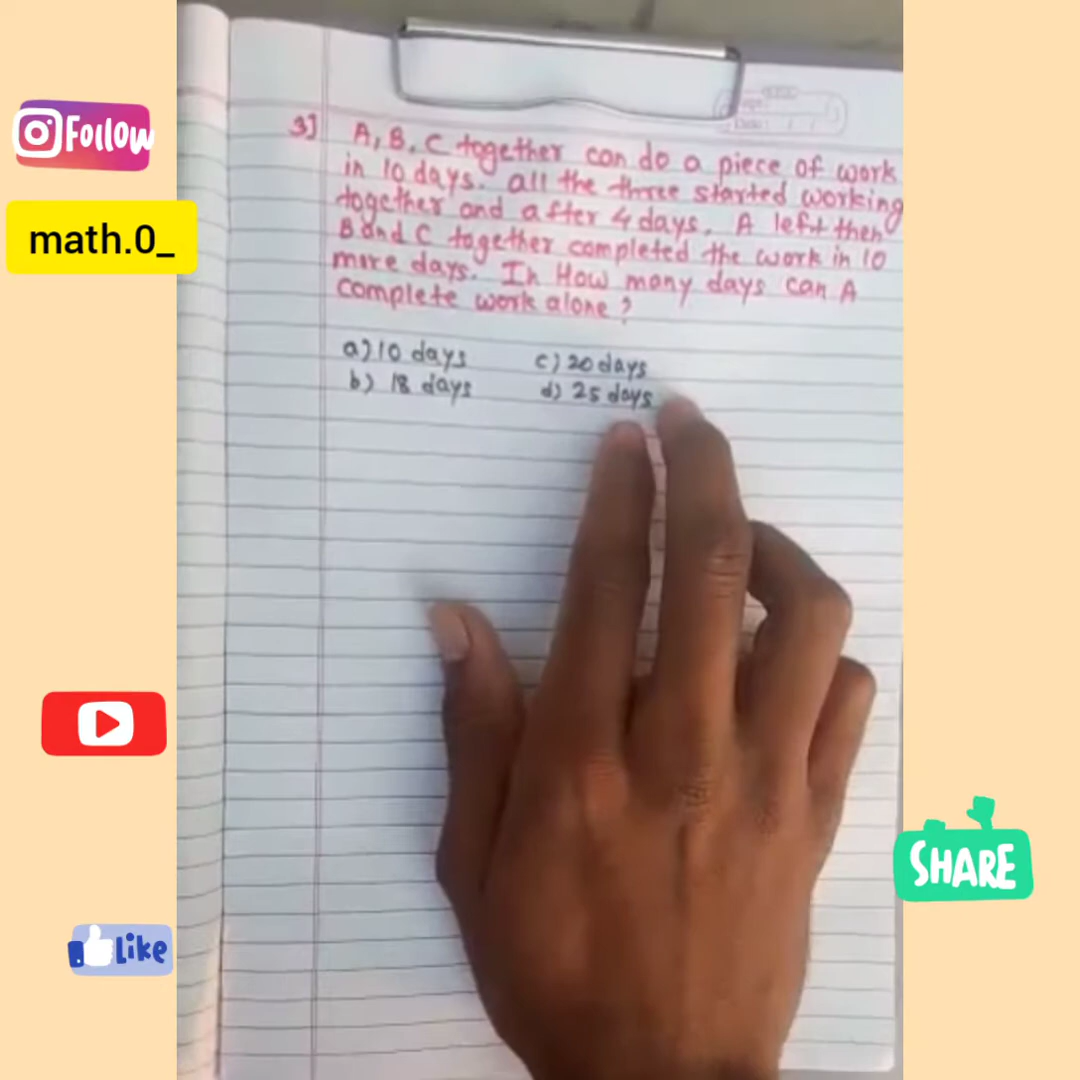 Follow
math.0_
3] A, B, C together can do a piece of work
in 10 days. all the three started working
together and after 4 days, A left then
B and C together completed the work in 10
more days. In How many days can A
complete work alone?
a) 10 days c) 20 days
b) 18 days d) 25 days
SHARE
Like